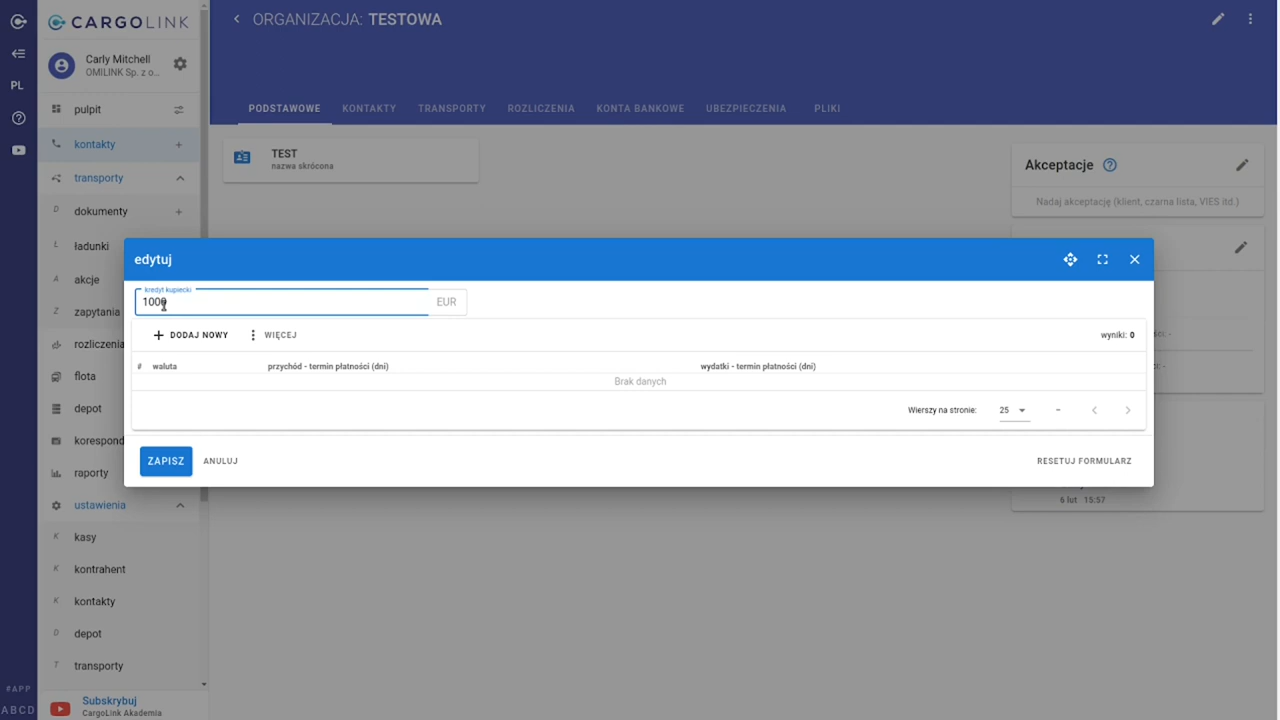 CARGOLINK
Carly Mitchell
OMILINK Sp. z o...
PL
pulpit
kontakty
transporty
D dokumenty
Ł ładunki
A akcje
Z zapytania
rozliczenia
flota
depot
korespond
raporty
ustawienia
K kasy
K kontrahent
K kontakty
D depot
T transporty
#APP
ABCD
Subskrybuj
CargoLink Akademia
ORGANIZACJA: TESTOWA
PODSTAWOWE KONTAKTY TRANSPORTY ROZLICZENIA KONTA BANKOWE UBEZPIECZENIA PLIKI
TEST
nazwa skrócona
Akceptacje
Nadaj akceptację (klient, czarna lista, VIES itd.)
edytuj
kredyt kupiecki
1000 EUR
DODAJ NOWY WIĘCEJ wyniki: 0
# waluta przychód - termin płatności (dni) wydatki - termin płatności (dni)
Brak danych
Wierszy na stronie: 25 –
ZAPISZ ANULUJ RESETUJ FORMULARZ
6 lut 15:57